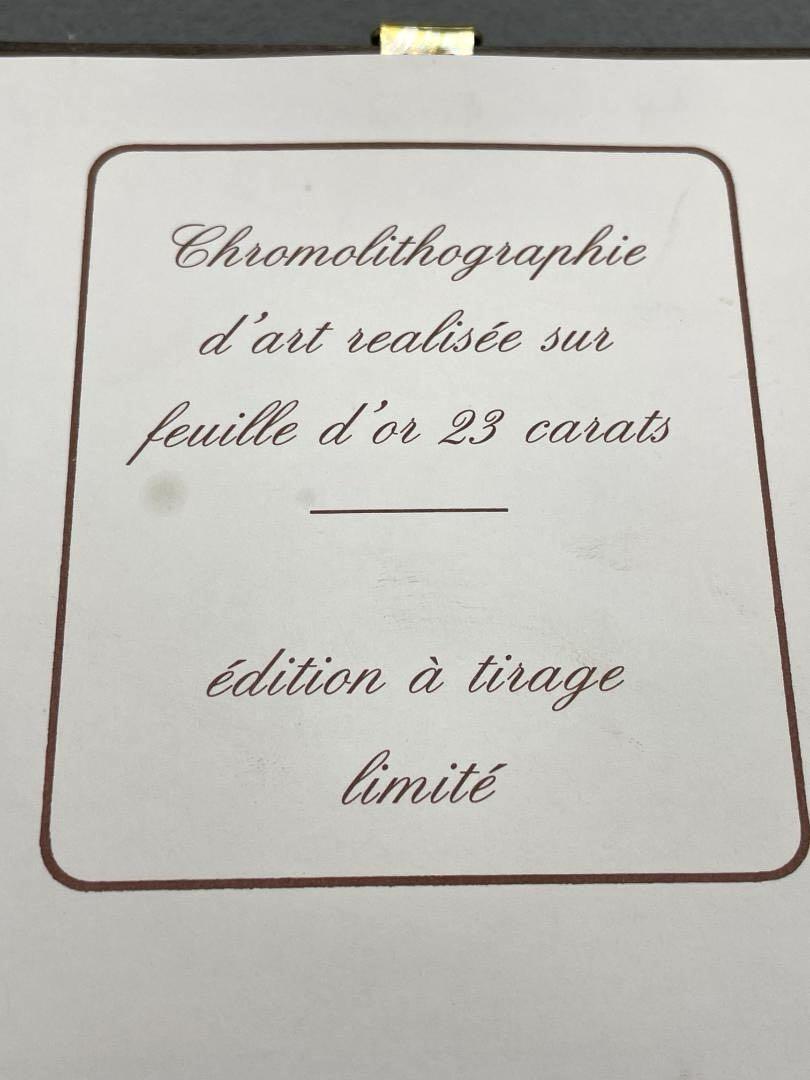 Chromolithographie
d'art realisée sur
feuille d'or 23 carats
édition à tirage
limité